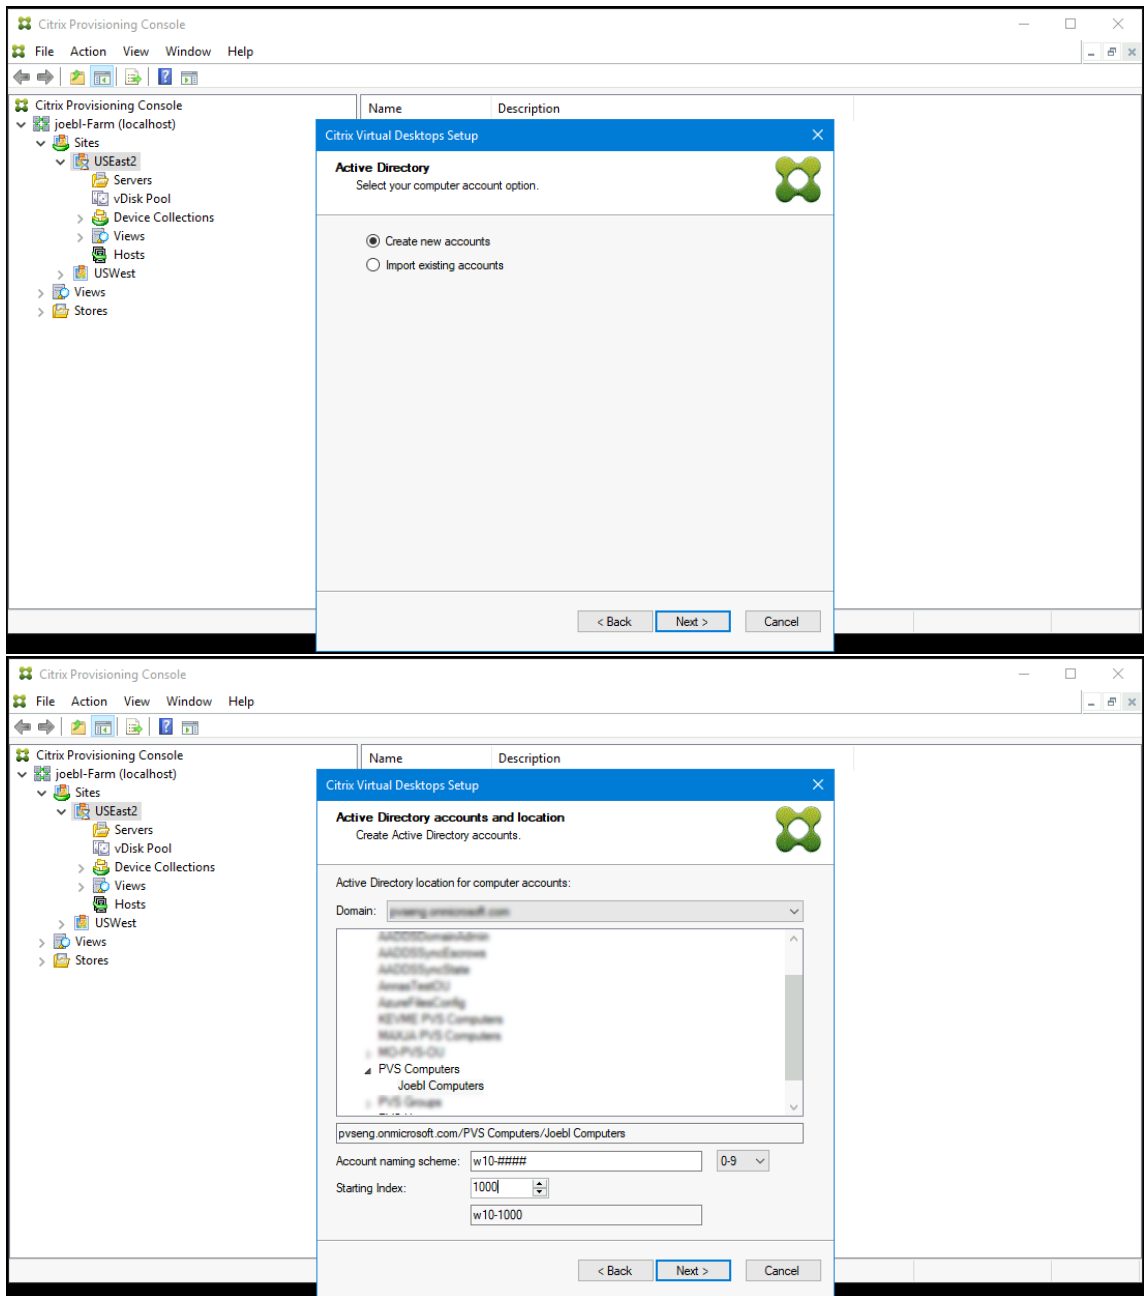 Citrix Provisioning Console
File Action View Window Help
Citrix Provisioning Console
joebl-Farm (localhost)
Sites
USEast2
Servers
vDisk Pool
Device Collections
Views
Hosts
USWest
Views
Stores
Name Description
Citrix Virtual Desktops Setup
Active Directory
Select your computer account option.
Create new accounts
Import existing accounts
< Back Next > Cancel
Citrix Provisioning Console
File Action View Window Help
Citrix Provisioning Console
joebl-Farm (localhost)
Sites
USEast2
Servers
vDisk Pool
Device Collections
Views
Hosts
USWest
Views
Stores
Name Description
Citrix Virtual Desktops Setup
Active Directory accounts and location
Create Active Directory accounts.
Active Directory location for computer accounts:
Domain:
PVS Computers
Joebl Computers
pvseng.onmicrosoft.com/PVS Computers/Joebl Computers
Account naming scheme: w10-#### 0-9
Starting Index: 1000
w10-1000
< Back Next > Cancel